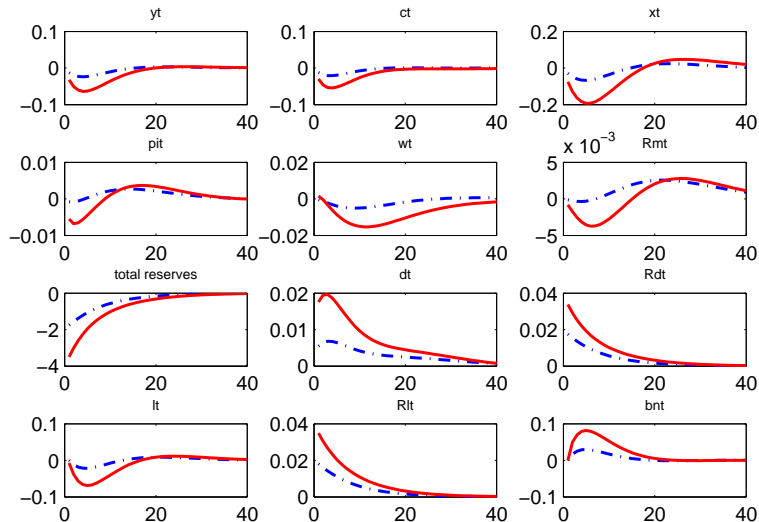 yt ct xt
0.1 0.1 0.2
0 0 0
−0.1 −0.1 −0.2
0 20 40 0 20 40 0 20 40
pit wt x 10−3 Rmt
0.01 0.02 5
0 0 0
−0.01 −0.02 −5
0 20 40 0 20 40 0 20 40
total reserves dt Rdt
0 0.02 0.04
−2 0.01 0.02
−4 0 0
0 20 40 0 20 40 0 20 40
lt Rlt bnt
0.1 0.04 0.1
0 0.02 0
−0.1 0 −0.1
0 20 40 0 20 40 0 20 40